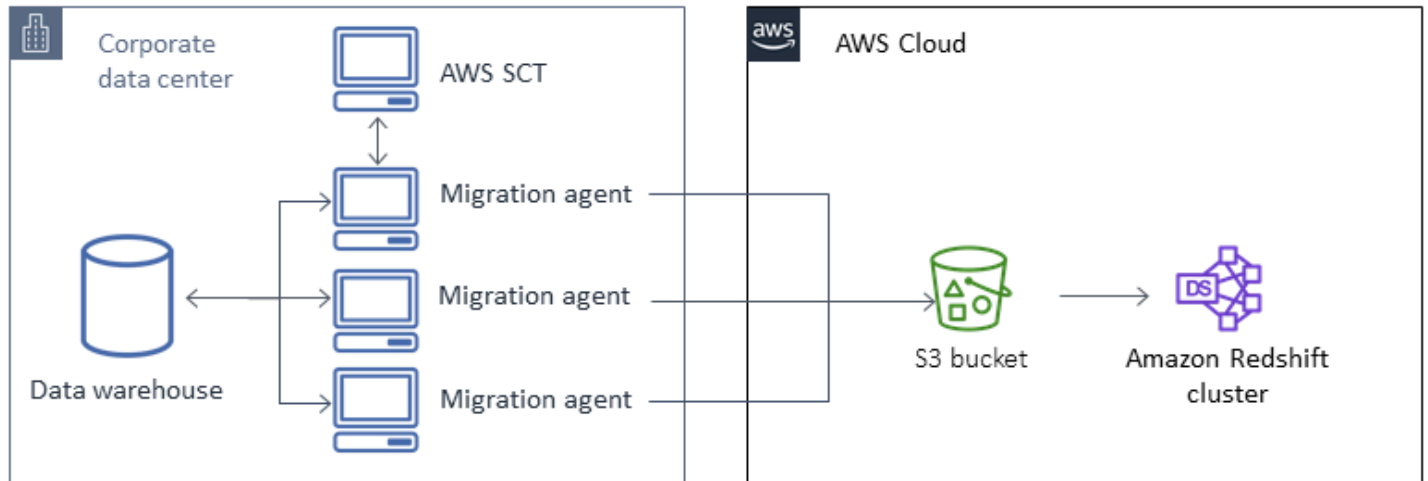 Corporate
data center
AWS SCT
aws
AWS Cloud
Migration agent
Migration agent
Migration agent
Data warehouse
DS
S3 bucket
Amazon Redshift
cluster